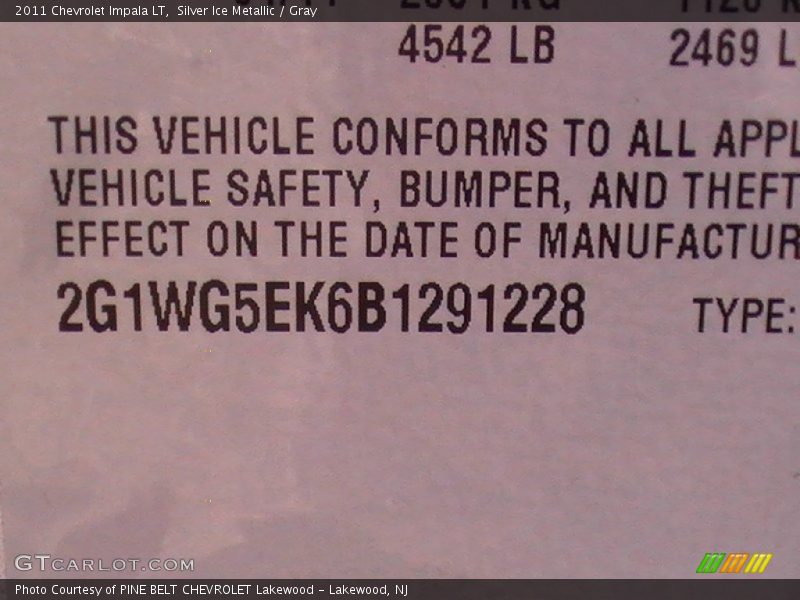 2011 Chevrolet Impala LT, Silver Ice Metallic / Gray
4542 LB 2469 L
THIS VEHICLE CONFORMS TO ALL APPL
VEHICLE SAFETY, BUMPER, AND THEFT
EFFECT ON THE DATE OF MANUFACTUR
2G1WG5EK6B1291228 TYPE:
GTCARLOT.COM
Photo Courtesy of PINE BELT CHEVROLET Lakewood - Lakewood, NJ